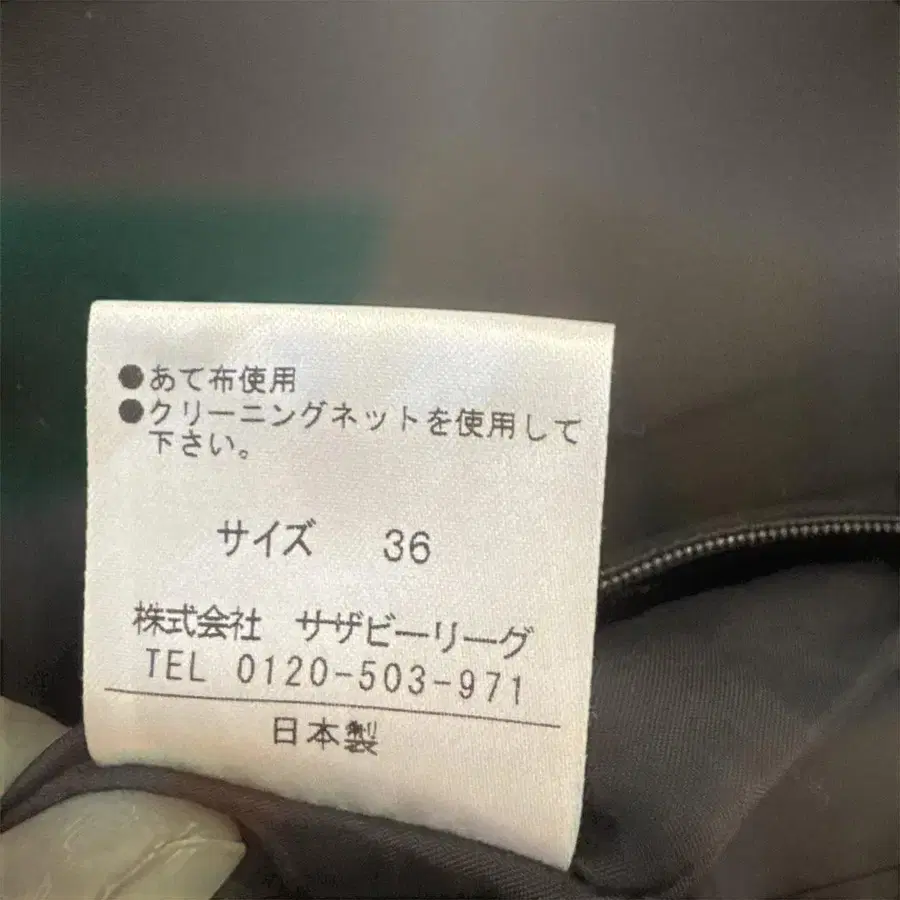 ●あて布使用
●クリーニングネットを使用して
下さい。
サイズ 36
株式会社 サザビーリーグ
TEL 0120-503-971
日本製